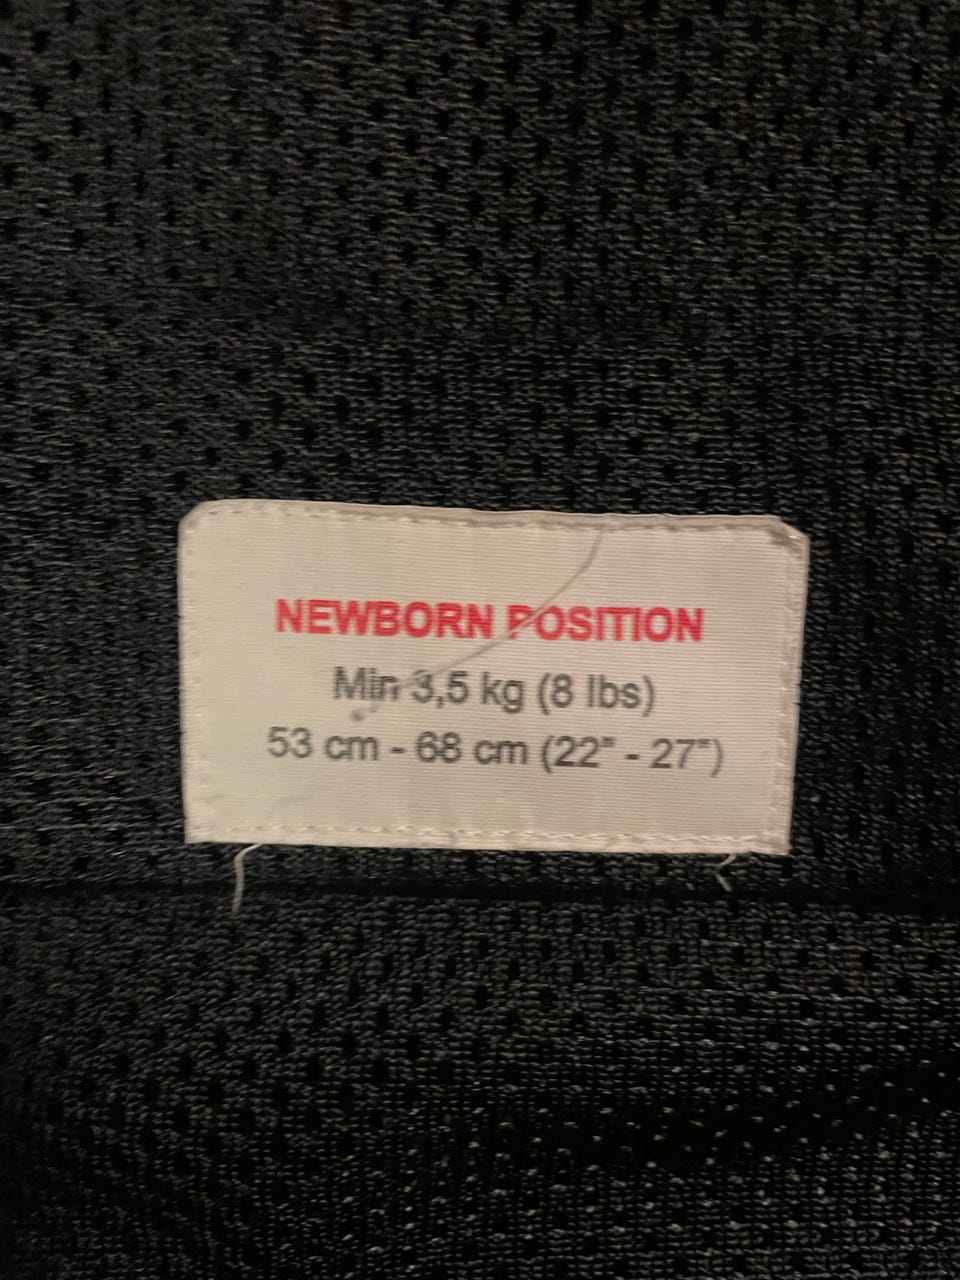 NEWBORN POSITION
Min 3,5 kg (8 lbs)
53 cm - 68 cm (22" - 27")